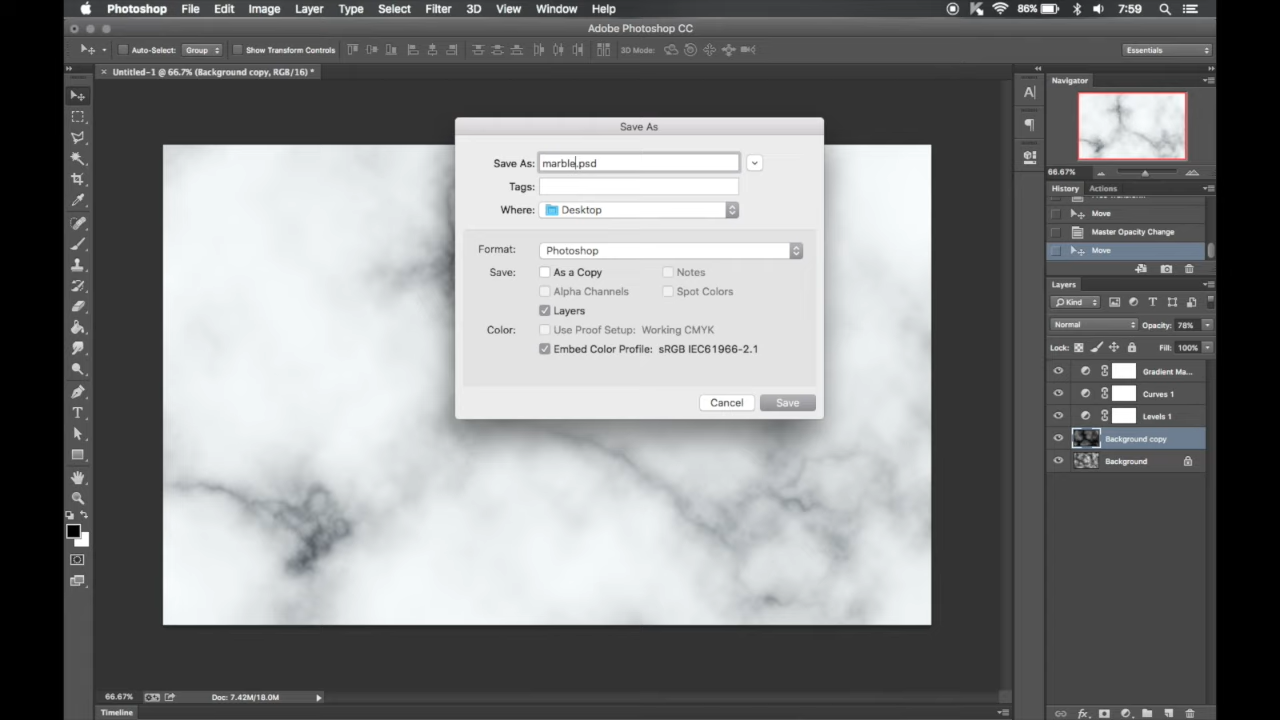 Photoshop File Edit Image Layer Type Select Filter 3D View Window Help 86% 7:59
Adobe Photoshop CC
Auto-Select: Group Show Transform Controls 3D Mode: Essentials
× Untitled-1 @ 66.7% (Background copy, RGB/16) *
Navigator
66.67%
History Actions
Move
Master Opacity Change
Move
Layers
Kind
Normal Opacity: 78%
Lock: Fill: 100%
Gradient Ma...
Curves 1
Levels 1
Background copy
Background
Save As
Save As: marble.psd
Tags:
Where: Desktop
Format: Photoshop
Save: As a Copy Notes
Alpha Channels Spot Colors
Layers
Color: Use Proof Setup: Working CMYK
Embed Color Profile: sRGB IEC61966-2.1
Cancel Save
66.67% Doc: 7.42M/18.0M
Timeline